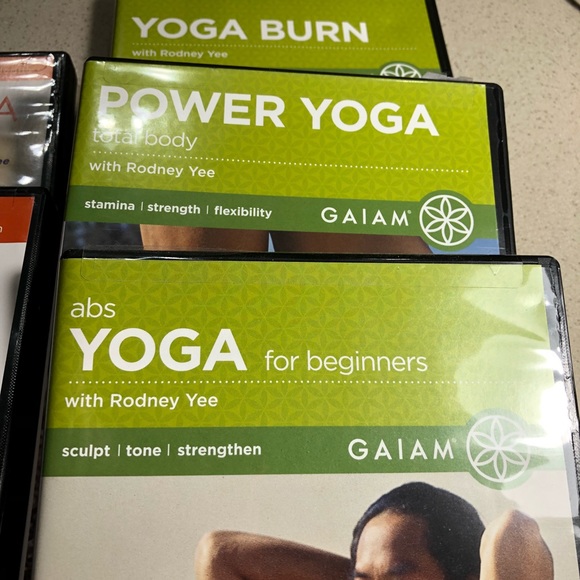 YOGA BURN
with Rodney Yee
POWER YOGA
total body
with Rodney Yee
stamina | strength | flexibility
GAIAM®
abs
YOGA for beginners
with Rodney Yee
sculpt | tone | strengthen
GAIAM®